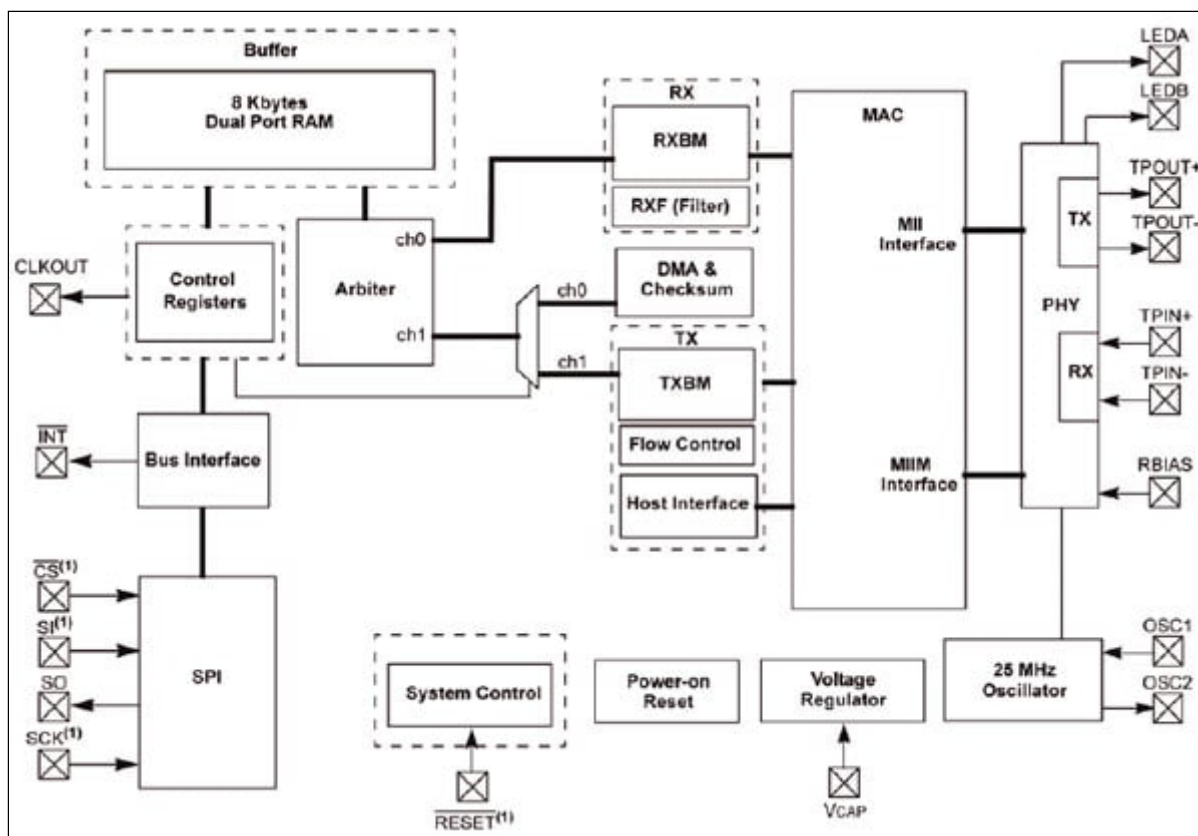 Buffer
8 Kbytes
Dual Port RAM
CLKOUT
Control
Registers
Arbiter
ch0
ch1
RX
RXBM
RXF (Filter)
ch0
DMA &
Checksum
ch1
TX
TXBM
Flow Control
Host Interface
MAC
MII
Interface
MIIM
Interface
LEDA
LEDB
TPOUT+
TPOUT-
TX
PHY
TPIN+
RX
TPIN-
RBIAS
INT
Bus Interface
CS(1)
SI(1)
SO
SCK(1)
SPI
System Control
RESET(1)
Power-on
Reset
Voltage
Regulator
VCAP
25 MHz
Oscillator
OSC1
OSC2